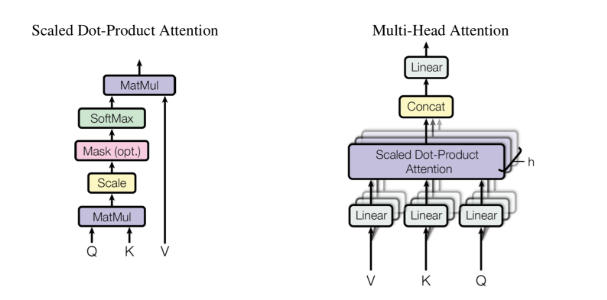 Scaled Dot-Product Attention
MatMul
SoftMax
Mask (opt.)
Scale
MatMul
Q K V
Multi-Head Attention
Linear
Concat
Scaled Dot-Product
Attention
h
Linear Linear Linear
V K Q